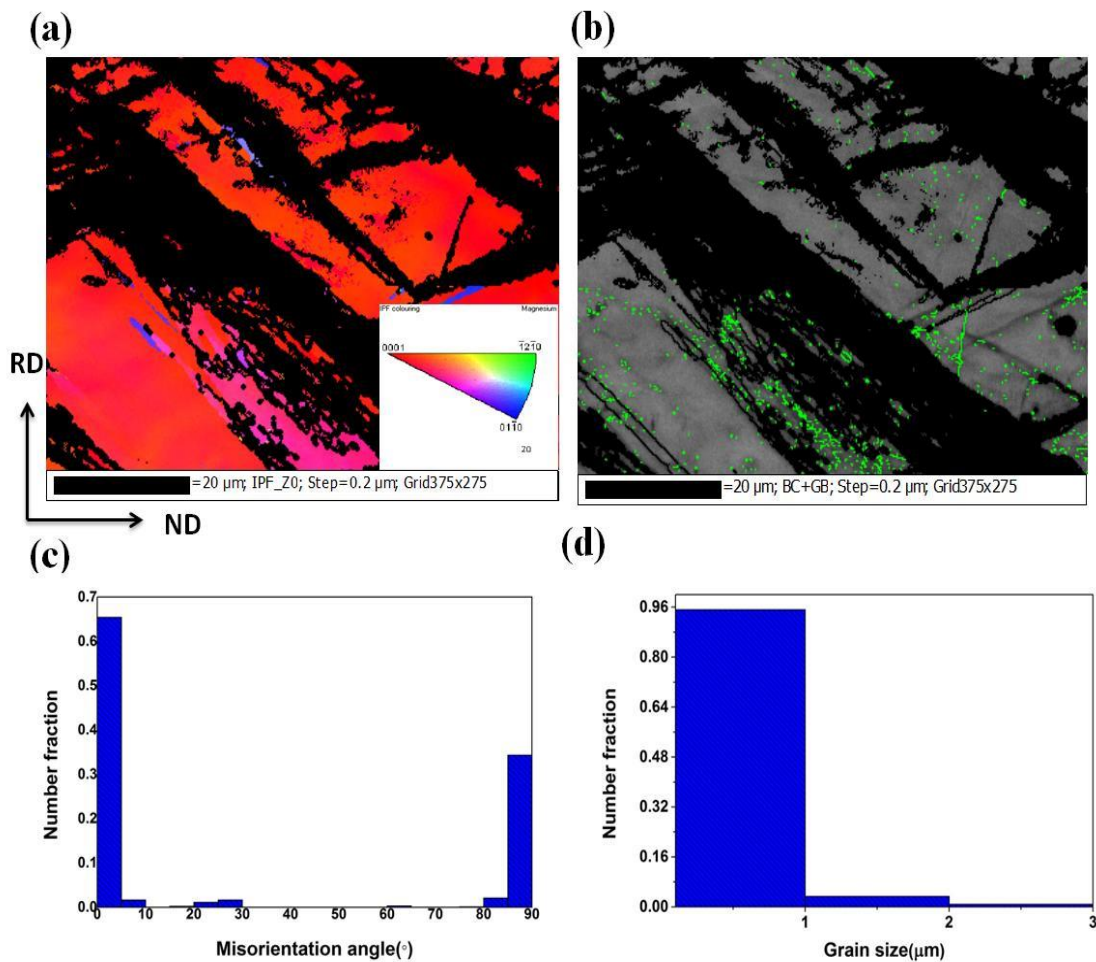 (a)
(b)
RD
ND
IPF colouring
Magnesium
0001
1̄21̄0
011̄0
Z0
=20 µm; IPF_Z0; Step=0.2 µm; Grid375x275
=20 µm; BC+GB; Step=0.2 µm; Grid375x275
(c)
(d)
0.7
0.6
0.5
0.4
0.3
0.2
0.1
0.0
0 10 20 30 40 50 60 70 80 90
Number fraction
Misorientation angle(°)
0.96
0.80
0.64
0.48
0.32
0.16
0.00
1 2 3
Number fraction
Grain size(µm)